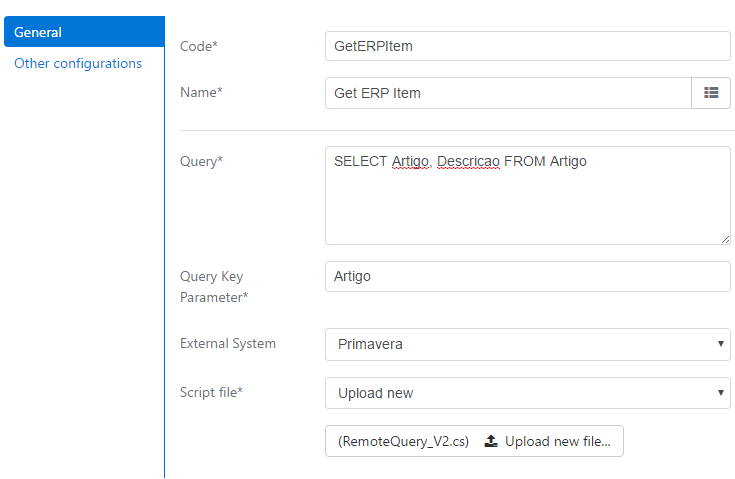 General
Other configurations
Code*
GetERPItem
Name*
Get ERP Item
Query*
SELECT Artigo, Descricao FROM Artigo
Query Key
Parameter*
Artigo
External System
Primavera
Script file*
Upload new
(RemoteQuery_V2.cs) Upload new file...